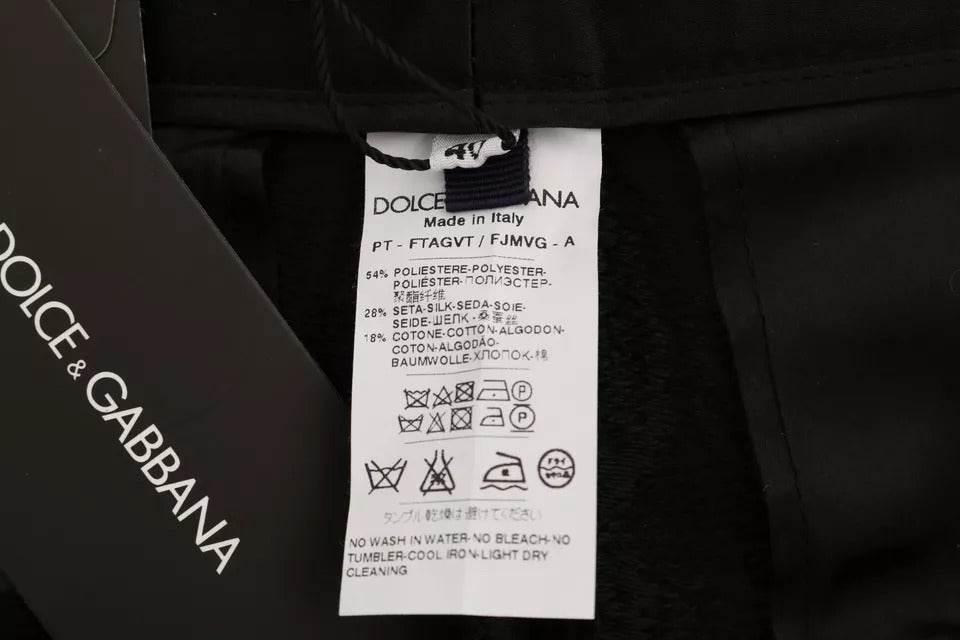 DOLCE & GABBANA
40
DOLCE ANA
Made in Italy
PT - FTAGVT / FJMVG - A
54% POLIESTERE-POLYESTER-
POLIÉSTER-ПОЛИЭСТЕР-
聚酯纤维
28% SETA-SILK-SEDA-SOIE-
SEIDE-ШЕЛК-桑蚕丝
18% COTONE-COTTON-ALGODON-
COTON-ALGODÃO-
BAUMWOLLE-ХЛОПОК-棉
P
P
低 ドライ
タンブル乾燥は避けてください
NO WASH IN WATER-NO BLEACH-NO
TUMBLER-COOL IRON-LIGHT DRY
CLEANING